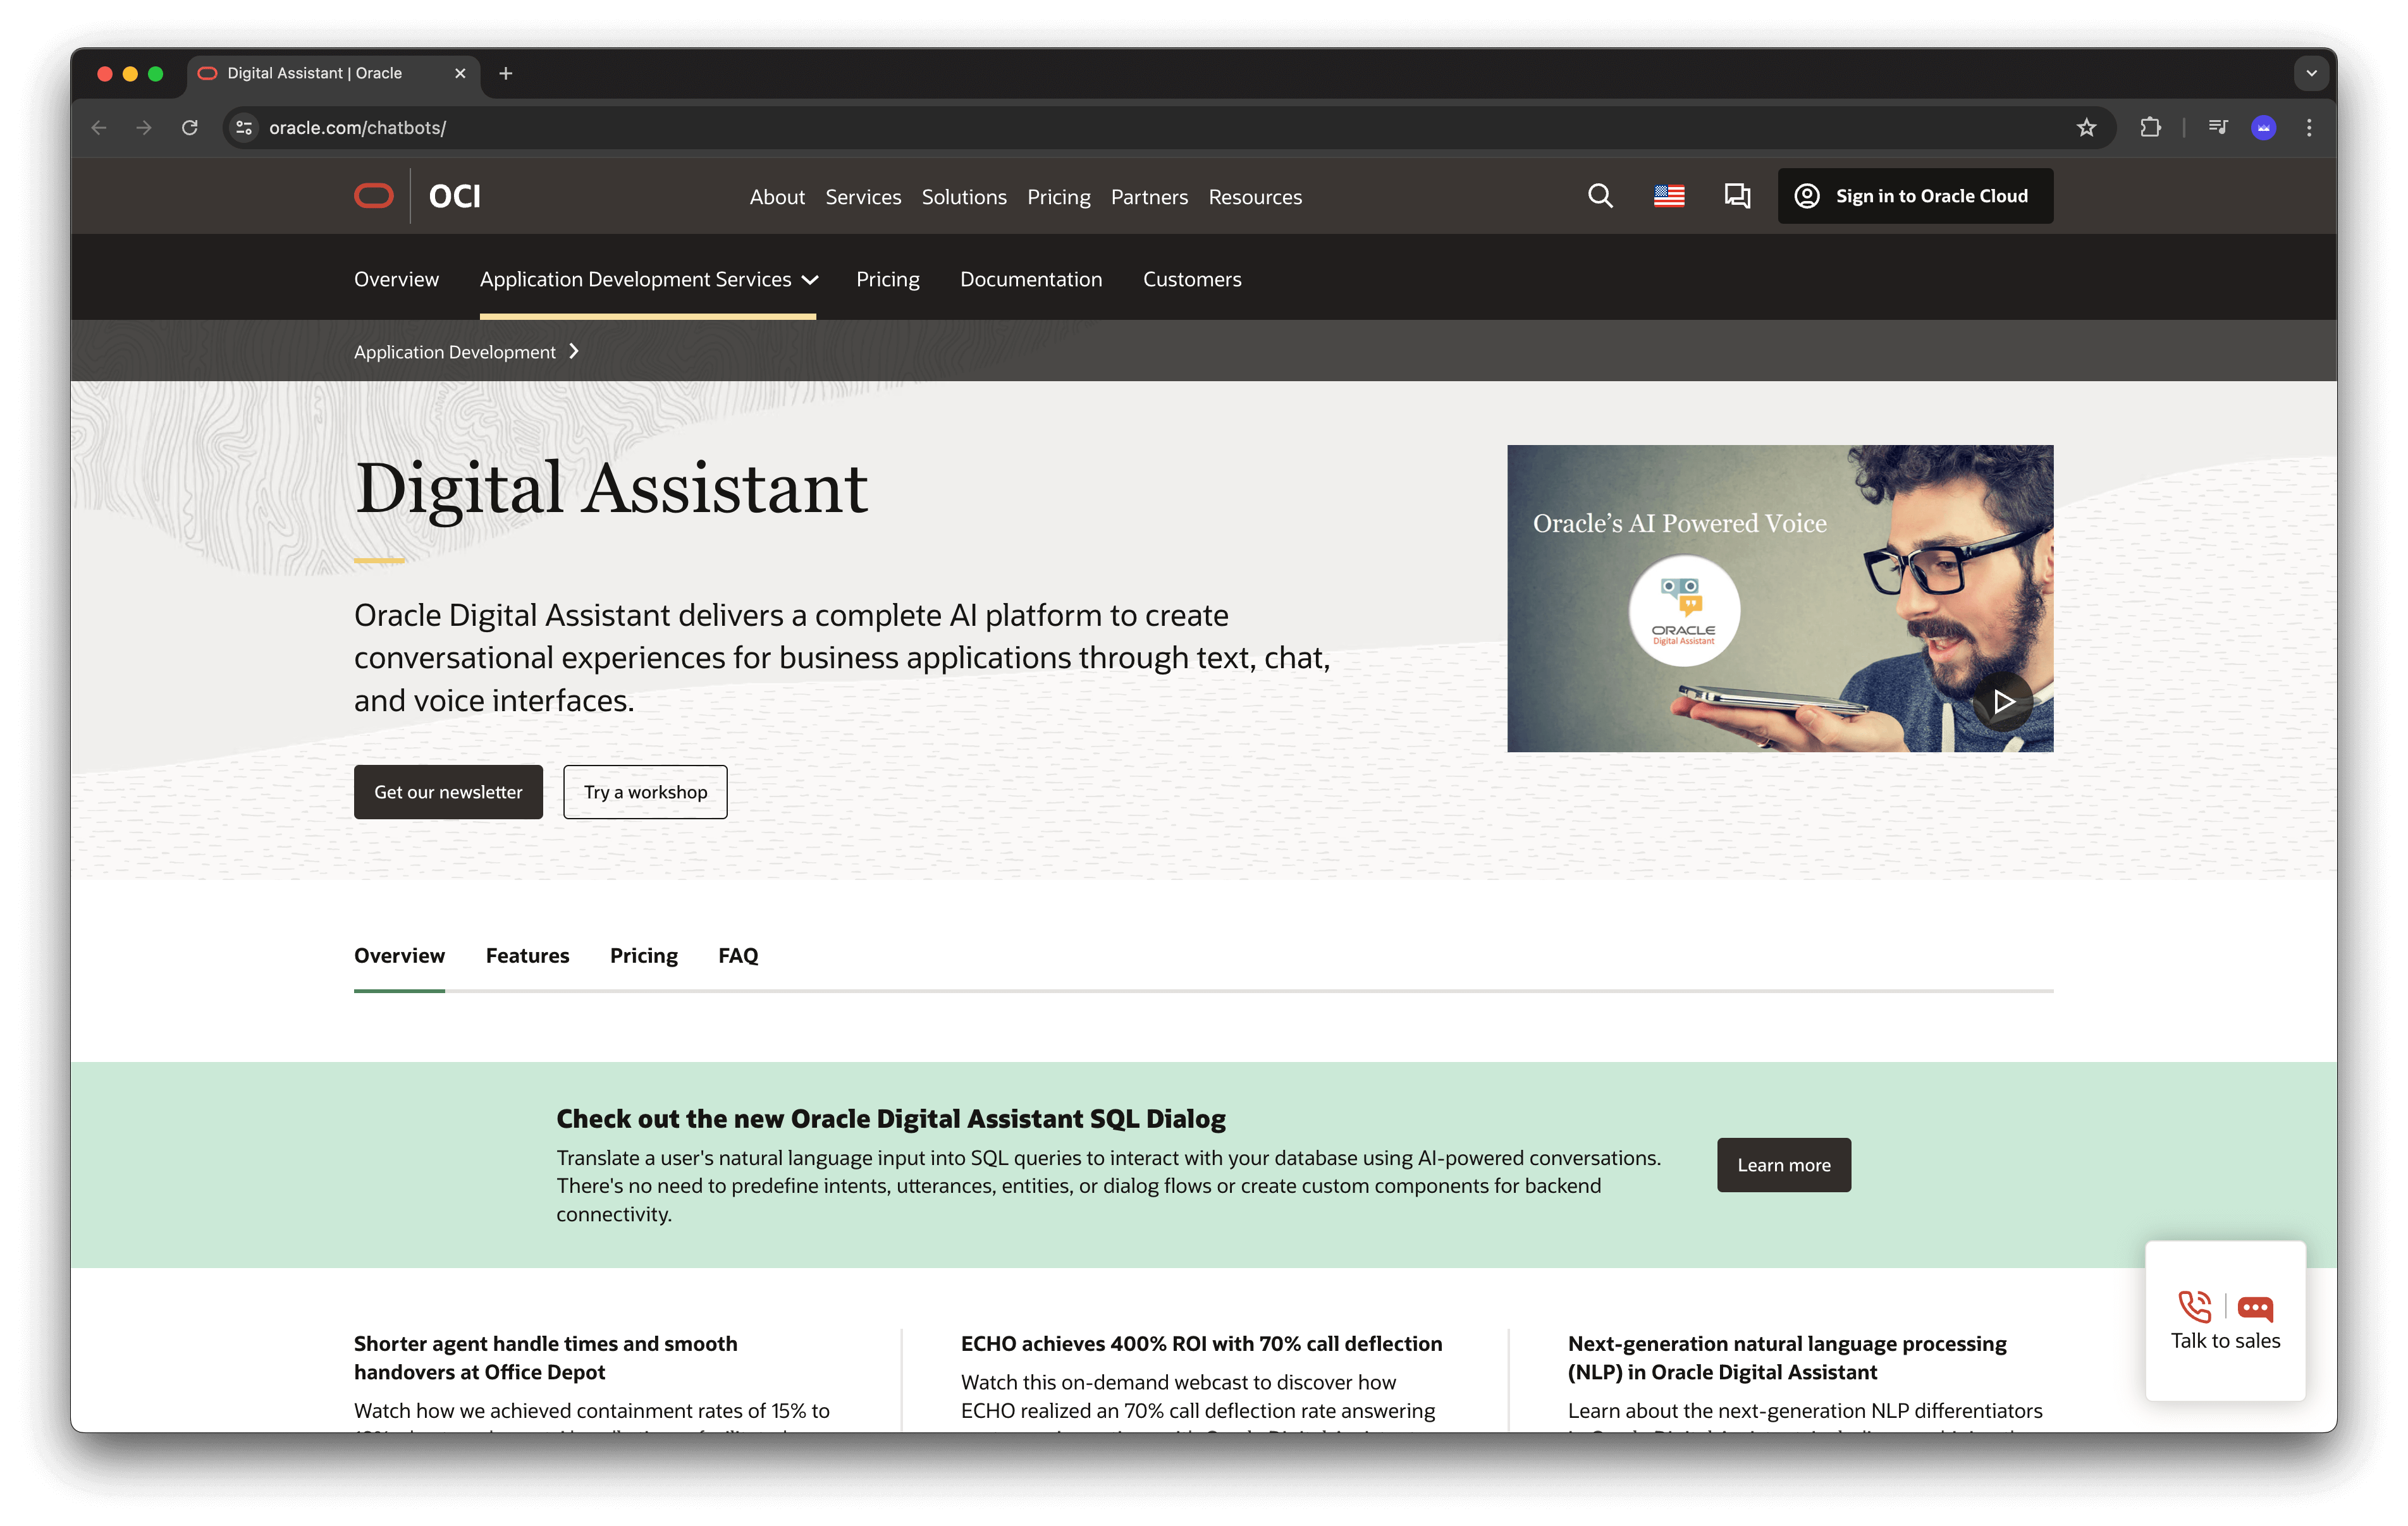 Digital Assistant | Oracle
oracle.com/chatbots/
OCI
About Services Solutions Pricing Partners Resources
Sign in to Oracle Cloud
Overview Application Development Services Pricing Documentation Customers
Application Development
Digital Assistant
Oracle Digital Assistant delivers a complete AI platform to create
conversational experiences for business applications through text, chat,
and voice interfaces.
Get our newsletter Try a workshop
Oracle’s AI Powered Voice
ORACLE
Digital Assistant
Overview Features Pricing FAQ
Check out the new Oracle Digital Assistant SQL Dialog
Translate a user's natural language input into SQL queries to interact with your database using AI-powered conversations.
There's no need to predefine intents, utterances, entities, or dialog flows or create custom components for backend
connectivity.
Learn more
Shorter agent handle times and smooth
handovers at Office Depot
Watch how we achieved containment rates of 15% to
ECHO achieves 400% ROI with 70% call deflection
Watch this on-demand webcast to discover how
ECHO realized an 70% call deflection rate answering
Next-generation natural language processing
(NLP) in Oracle Digital Assistant
Learn about the next-generation NLP differentiators
Talk to sales